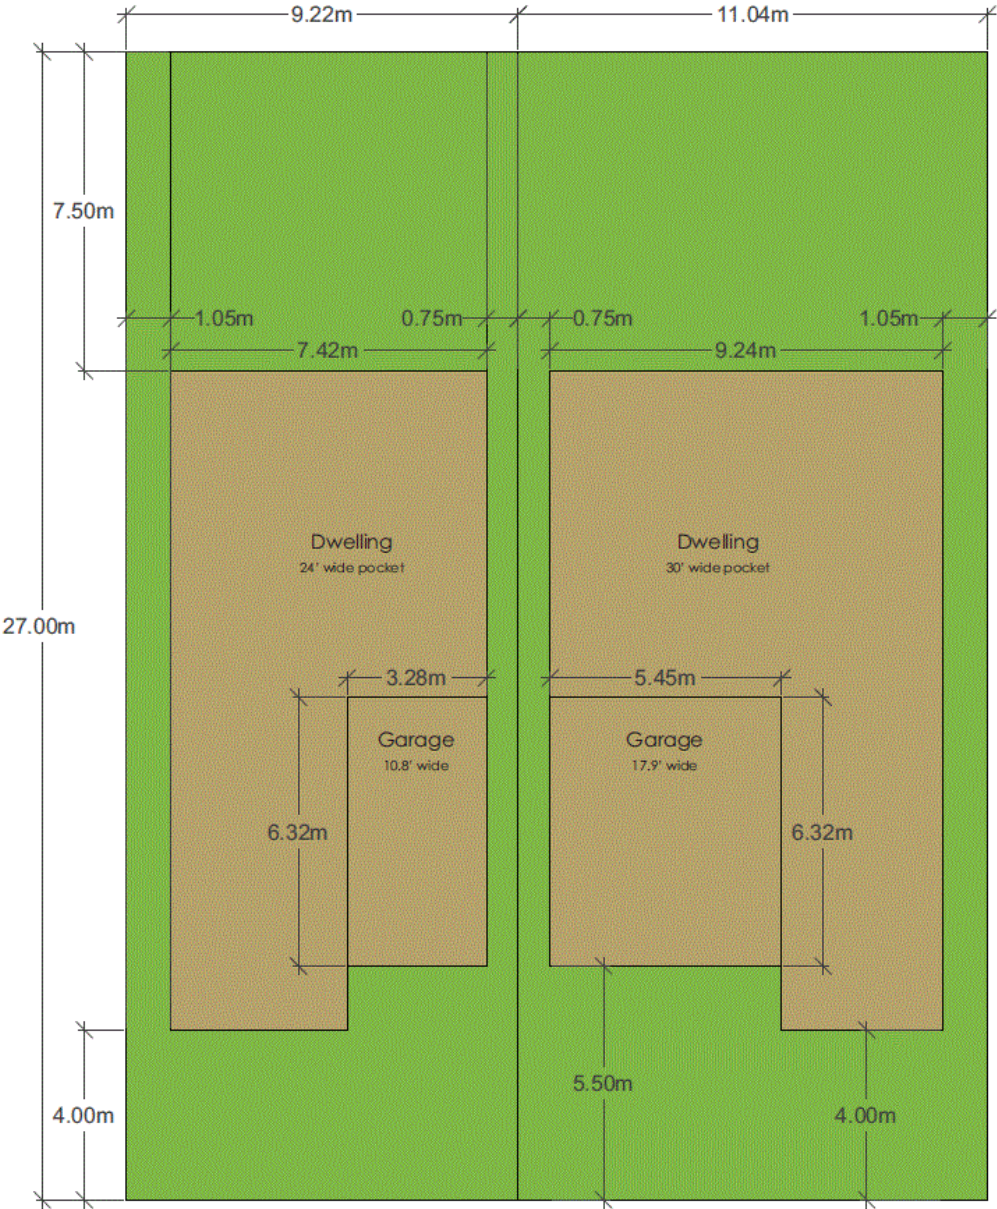 9.22m
11.04m
7.50m
1.05m
0.75m
0.75m
1.05m
7.42m
9.24m
Dwelling
24' wide pocket
Dwelling
30' wide pocket
27.00m
3.28m
5.45m
Garage
10.8' wide
Garage
17.9' wide
6.32m
6.32m
5.50m
4.00m
4.00m